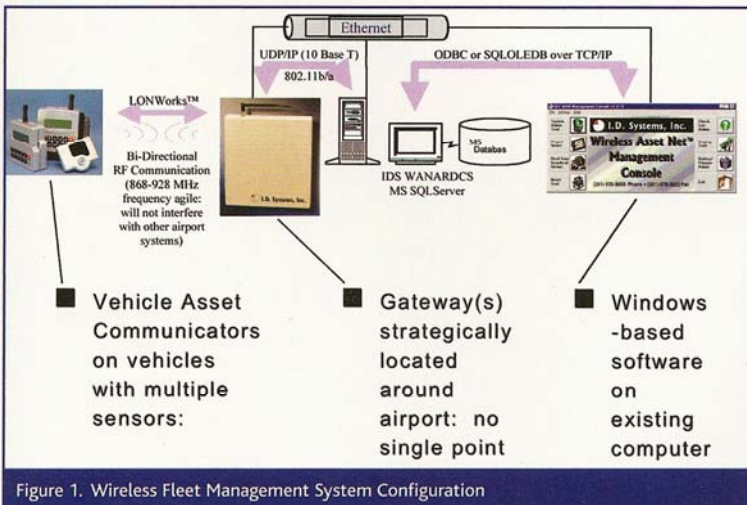 Ethernet
UDP/IP (10 Base T)
802.11b/a
ODBC or SQLOLEDB over TCP/IP
LONWorks™
Bi-Directional
RF Communication
(868-928 MHz
frequency agile:
will not interfere
with other airport
systems)
I.D. Systems, Inc.
IDS WANARDCS
MS SQLServer
MS
Databas
I.D. Systems, Inc.
Wireless Asset Net™
Management
Console
■ Vehicle Asset
Communicators
on vehicles
with multiple
sensors:
■ Gateway(s)
strategically
located
around
airport: no
single point
■ Windows
-based
software
on
existing
computer
Figure 1. Wireless Fleet Management System Configuration